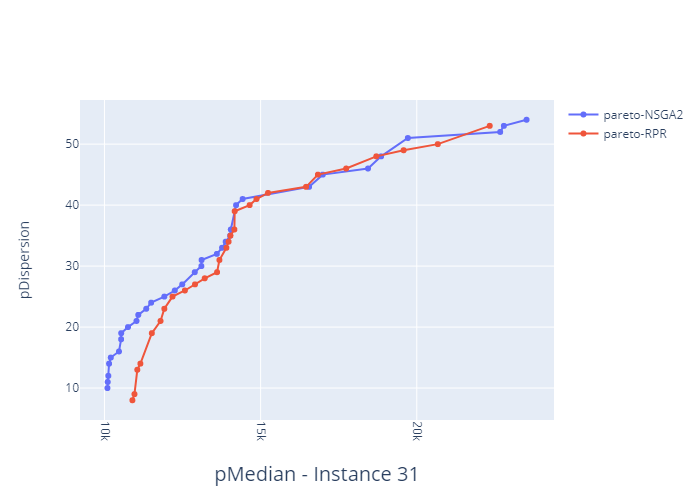 pareto-NSGA2
pareto-RPR
50
40
30
20
10
pDispersion
10k
15k
20k
pMedian - Instance 31